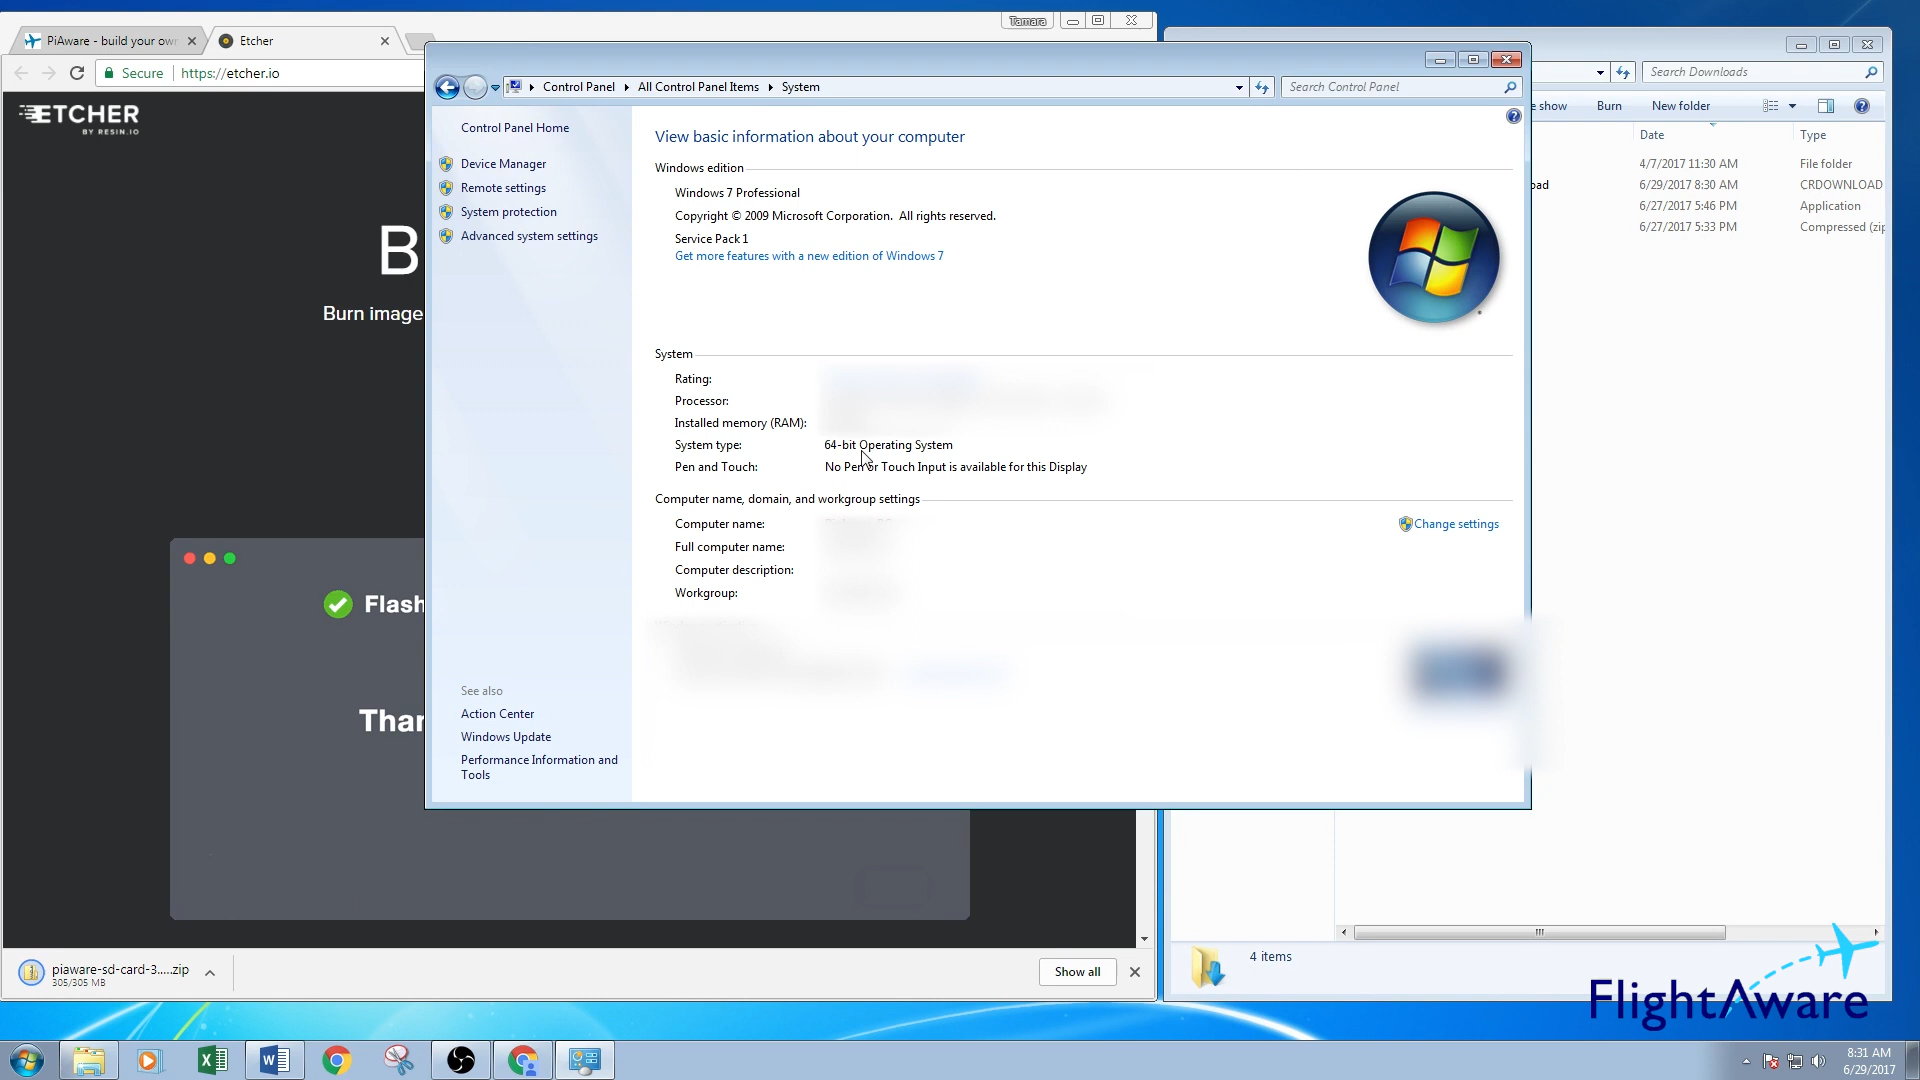 Tamara
PiAware - build your own
Etcher
Secure
https://etcher.io
ETCHER
BY RESIN.IO
B
Burn image
Flash
Than
piaware-sd-card-3.....zip
305/305 MB
Show all
Control Panel
All Control Panel Items
System
Search Control Panel
Control Panel Home
Device Manager
Remote settings
System protection
Advanced system settings
See also
Action Center
Windows Update
Performance Information and
Tools
View basic information about your computer
Windows edition
Windows 7 Professional
Copyright © 2009 Microsoft Corporation. All rights reserved.
Service Pack 1
Get more features with a new edition of Windows 7
System
Rating:
Processor:
Installed memory (RAM):
System type: 64-bit Operating System
Pen and Touch: No Pen or Touch Input is available for this Display
Computer name, domain, and workgroup settings
Computer name:
Change settings
Full computer name:
Computer description:
Workgroup:
Search Downloads
e show
Burn
New folder
Date
Type
4/7/2017 11:30 AM
File folder
oad
6/29/2017 8:30 AM
CRDOWNLOAD
6/27/2017 5:46 PM
Application
6/27/2017 5:33 PM
Compressed (zip
4 items
FlightAware
8:31 AM
6/29/2017